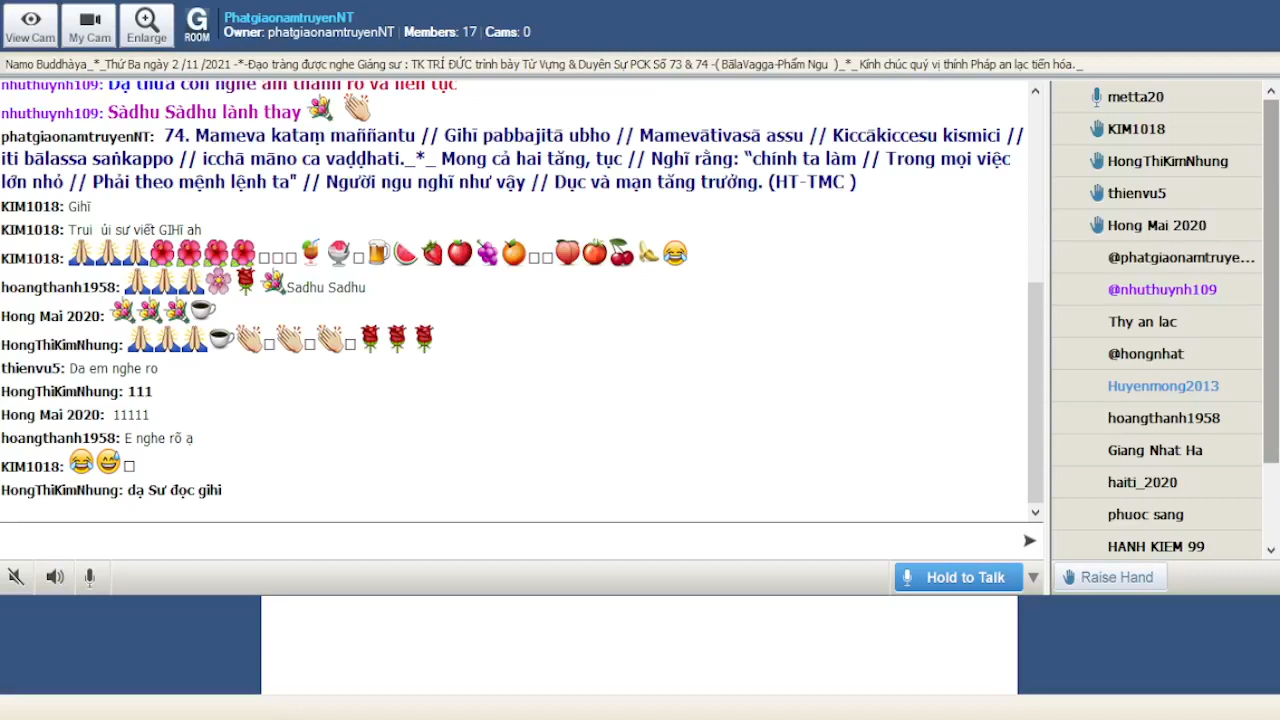 View Cam
My Cam
Enlarge
G
ROOM
PhatgiaonamtruyenNT
Owner: phatgiaonamtruyenNT | Members: 17 | Cams: 0
Namo Buddhàya_*_Thứ Ba ngày 2 /11 /2021 -*-Đạo tràng được nghe Giảng sư : TK TRÍ ĐỨC trình bày Từ Vựng & Duyên Sự PCK Số 73 & 74 -( BālaVagga-Phẩm Ngu )_*_ Kính chúc quý vị thính Pháp an lạc tiến hóa._
nhuthuynh109: Dạ thưa con nghe âm thanh rõ và liên tục
nhuthuynh109: Sàdhu Sàdhu lành thay
phatgiaonamtruyenNT: 74. Mameva kataṃ maññantu // Gihī pabbajitā ubho // Mamevātivasā assu // Kiccākiccesu kismici //
iti bālassa saṅkappo // icchā māno ca vaḍḍhati._*_ Mong cả hai tăng, tục // Nghĩ rằng: “chính ta làm // Trong mọi việc
lớn nhỏ // Phải theo mệnh lệnh ta" // Người ngu nghĩ như vậy // Dục và mạn tăng trưởng. (HT-TMC )
KIM1018: Gihī
KIM1018: Trui úi sư viết GIHī ah
KIM1018: 🙏🙏🙏🌺🌺🌺🌺□□□🍹🍨□🍺🍉🍓🍎🍇🍊□□🍑🍅🍒🍌😂
hoangthanh1958: 🙏🙏🙏🌸🌹💐Sadhu Sadhu
Hong Mai 2020: 💐💐💐☕
HongThiKimNhung: 🙏🙏🙏☕👏□👏□👏□🌹🌹🌹
thienvu5: Da em nghe ro
HongThiKimNhung: 111
Hong Mai 2020: 11111
hoangthanh1958: E nghe rõ ạ
KIM1018: 😂😅□
HongThiKimNhung: dạ Sư đọc gihi
Hold to Talk
metta20
KIM1018
HongThiKimNhung
thienvu5
Hong Mai 2020
@phatgiaonamtruye...
@nhuthuynh109
Thy an lac
@hongnhat
Huyenmong2013
hoangthanh1958
Giang Nhat Ha
haiti_2020
phuoc sang
HANH KIEM 99
Raise Hand